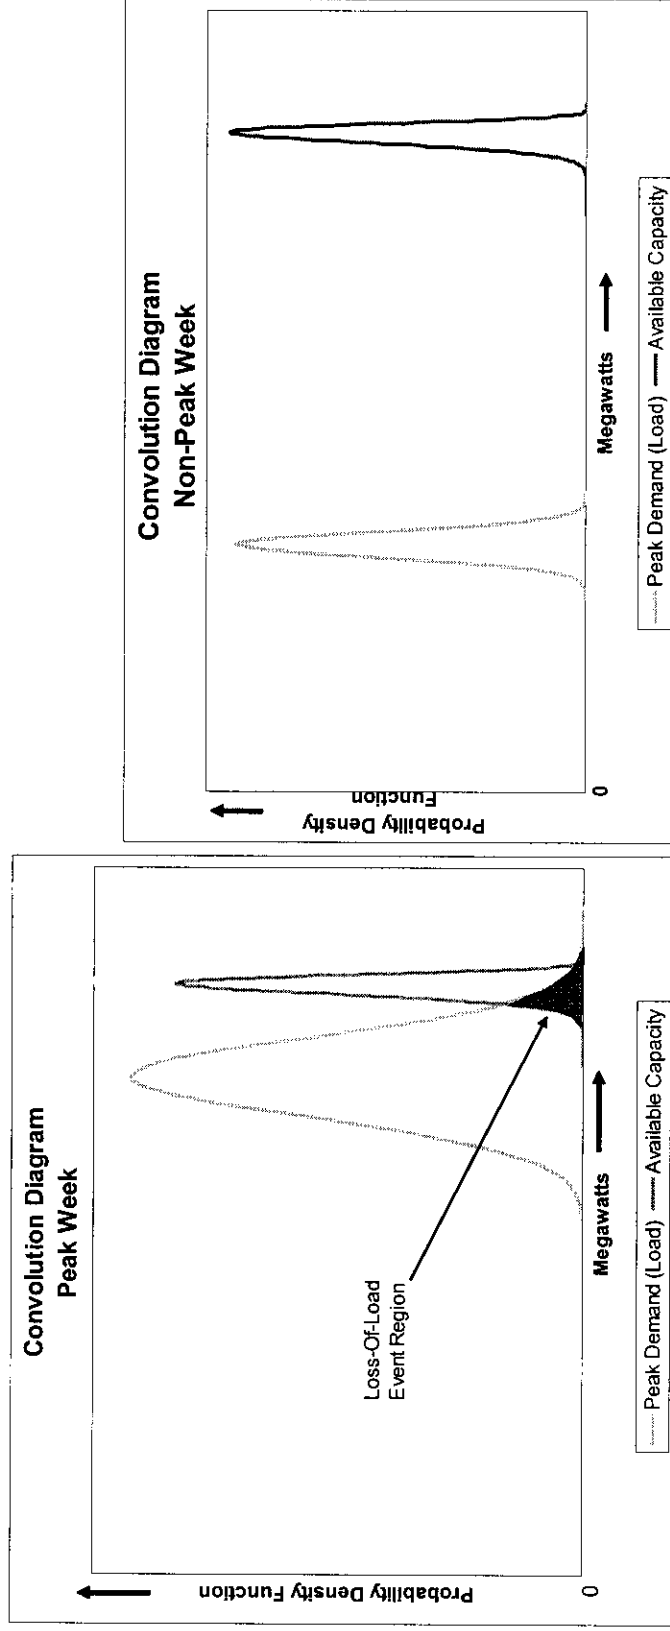 Convolution Diagram
Peak Week
Probability Density Function
Loss-Of-Load
Event Region
0
Megawatts
Peak Demand (Load)
Available Capacity
Convolution Diagram
Non-Peak Week
Probability Density
Function
0
Megawatts
Peak Demand (Load)
Available Capacity